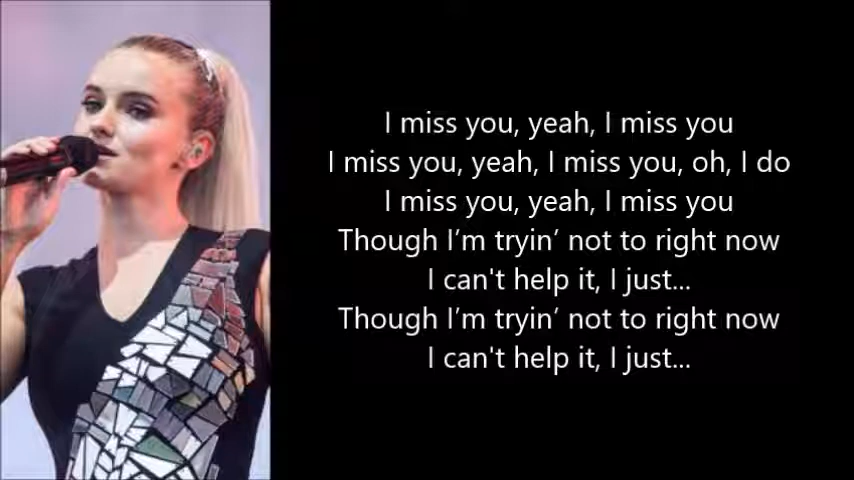 I miss you, yeah, I miss you
I miss you, yeah, I miss you, oh, I do
I miss you, yeah, I miss you
Though I’m tryin’ not to right now
I can't help it, I just...
Though I’m tryin’ not to right now
I can't help it, I just...